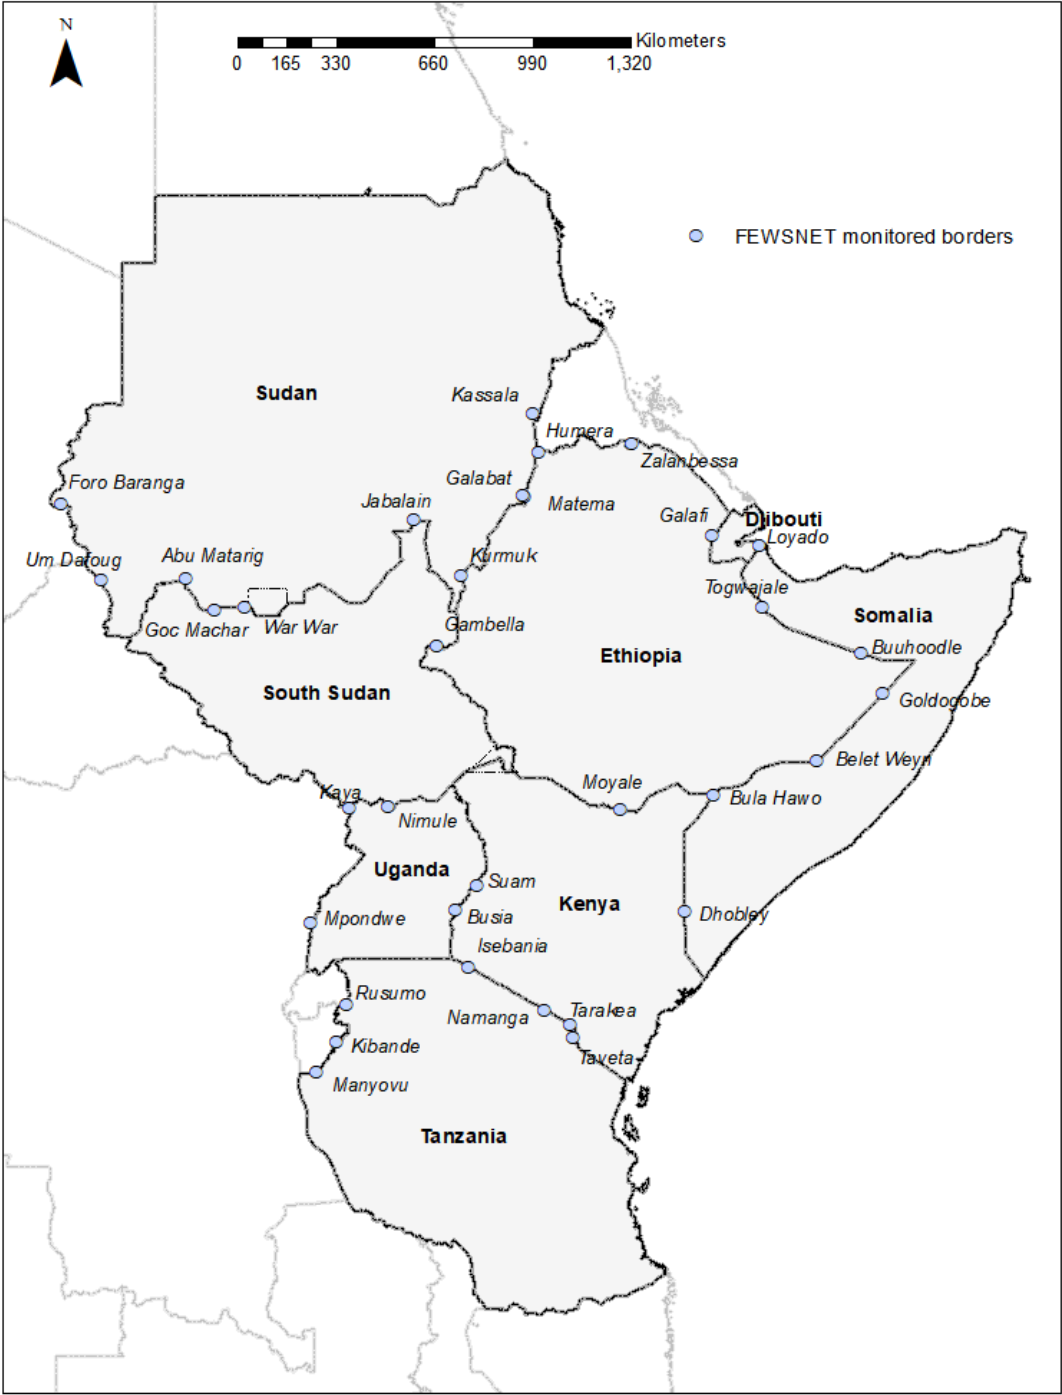 N
Kilometers
0 165 330 660 990 1,320
FEWSNET monitored borders
Sudan
Kassala
Humera
Zalanbessa
Foro Baranga
Galabat
Matema
Jabalain
Galafi
Djibouti
Loyado
Um Dafoug
Abu Matarig
Kurmuk
Togwajale
Goc Machar
War War
Gambella
Somalia
Ethiopia
Buuhoodle
South Sudan
Goldogobe
Belet Weyn
Moyale
Bula Hawo
Kaya
Nimule
Uganda
Suam
Kenya
Mpondwe
Busia
Dhobley
Isebania
Rusumo
Namanga
Tarakea
Kibande
Taveta
Manyovu
Tanzania